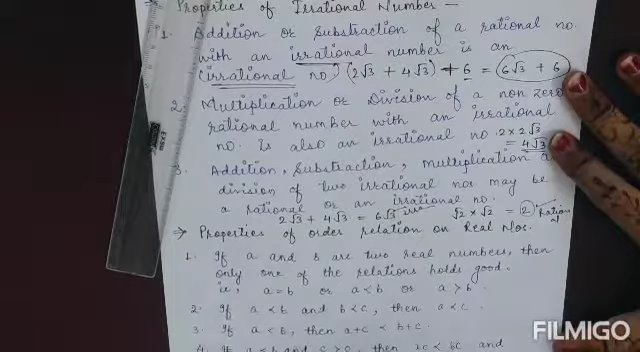 → Properties of Irrational Number —
1. Addition or Substraction of a rational no.
with an irrational number is an
irrational no. (2√3 + 4√3) + 6 = 6√3 + 6
2. Multiplication or Division of a non zero
rational number with an irrational
no. is also an irrational no. 2 × 2√3
= 4√3
3. Addition, Substraction, Multiplication or
division of two irrational nos may be
a rational or an irrational no.
2√3 + 4√3 = 6√3 irra √2 × √2 = 2 Ration
⇒ Properties of order relation on Real Nos.
1. If a and b are two real numbers, then
only one of the relations holds good.
ie, a = b or a < b or a > b
2. If a < b and b < c, then a < c.
3. If a < b, then a+c < b+c.
4. If a < b and c > 0, then ac < bc and
FILMIGO